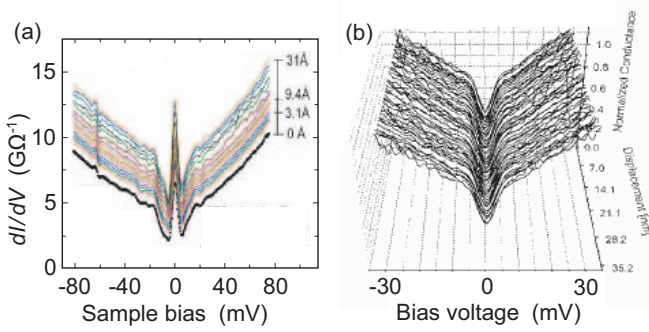 (a)
dI/dV (GΩ⁻¹)
15
10
5
0
31Å
9.4Å
3.1Å
0Å
-80 -40 0 40 80
Sample bias (mV)
(b)
1.0
0.8
0.6
0.4
0.2
0.0
Normalized Conductance
7.0
14.1
21.1
28.2
35.2
Displacement [nm]
-30 0 30
Bias voltage (mV)